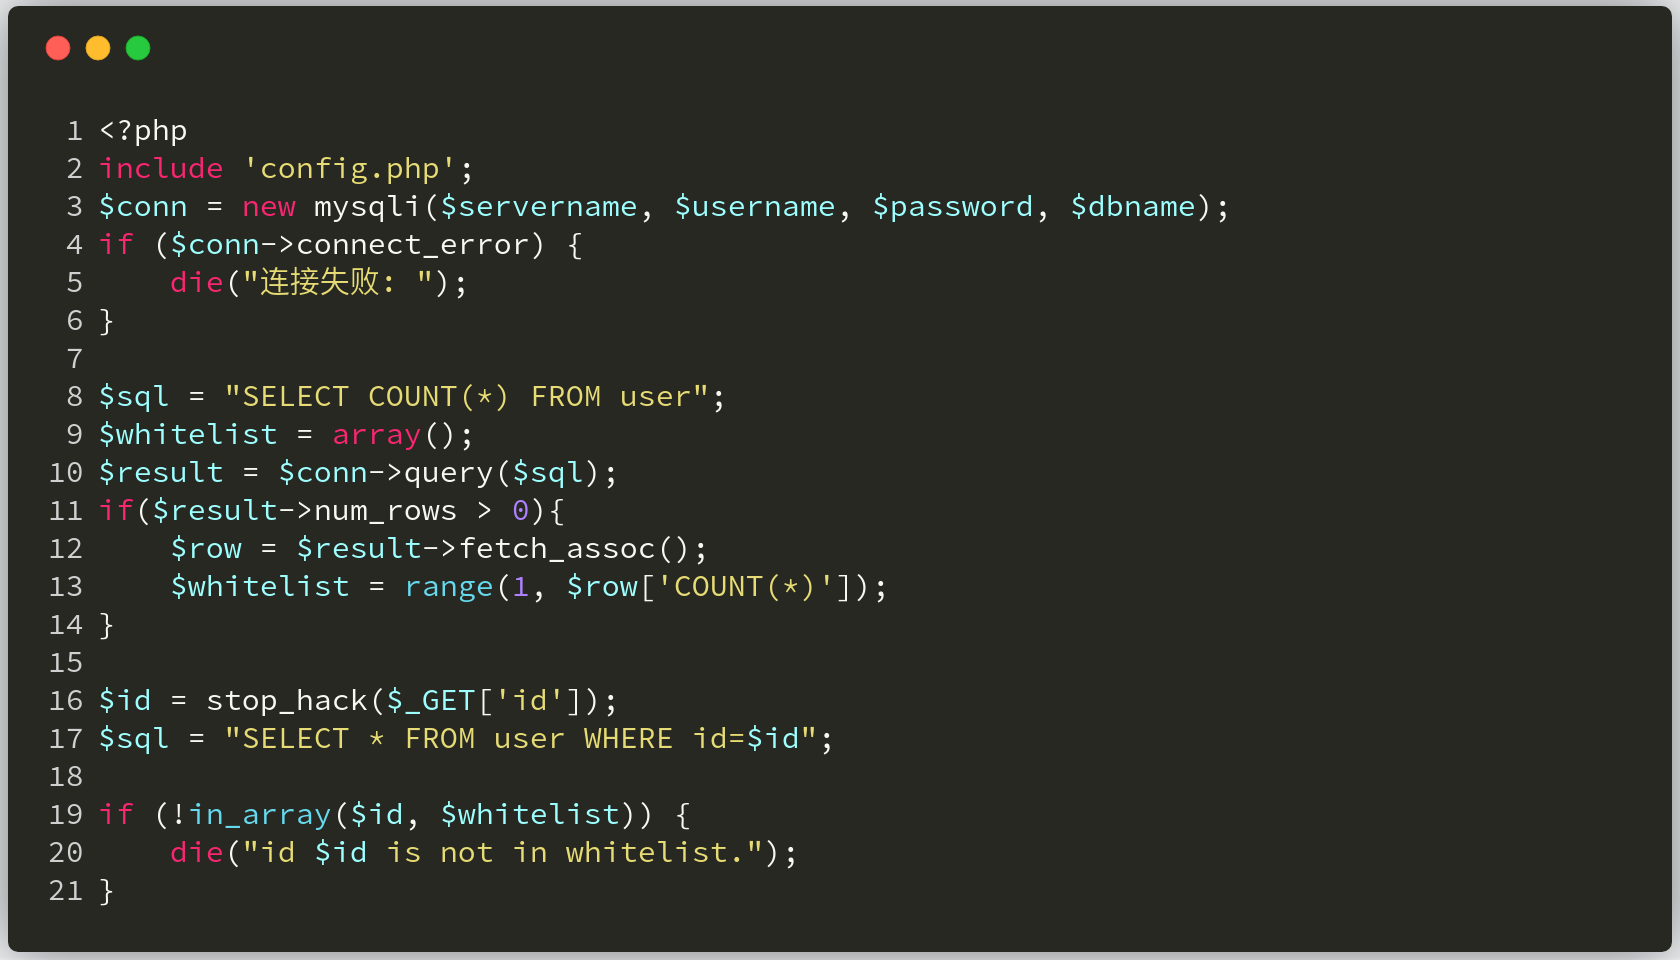 1 <?php
2 include 'config.php';
3 $conn = new mysqli($servername, $username, $password, $dbname);
4 if ($conn->connect_error) {
5     die("连接失败: ");
6 }
7
8 $sql = "SELECT COUNT(*) FROM user";
9 $whitelist = array();
10 $result = $conn->query($sql);
11 if($result->num_rows > 0){
12     $row = $result->fetch_assoc();
13     $whitelist = range(1, $row['COUNT(*)']);
14 }
15
16 $id = stop_hack($_GET['id']);
17 $sql = "SELECT * FROM user WHERE id=$id";
18
19 if (!in_array($id, $whitelist)) {
20     die("id $id is not in whitelist.");
21 }